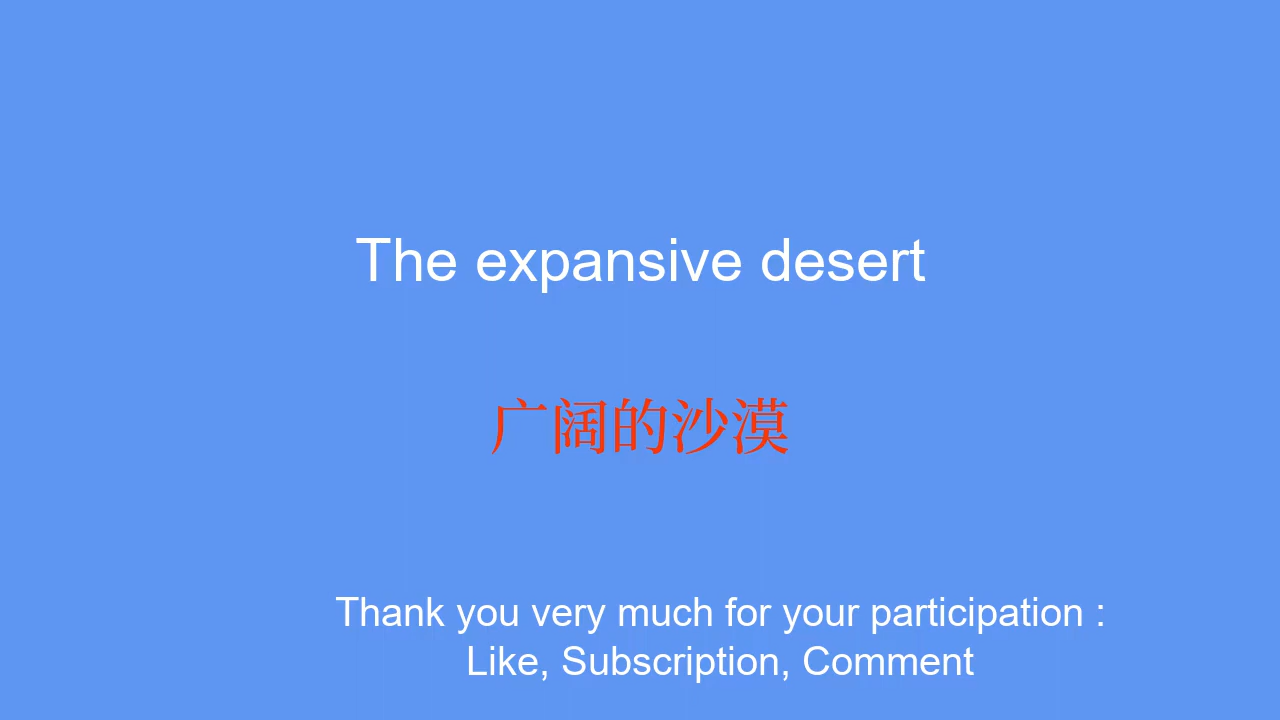 The expansive desert
广阔的沙漠
Thank you very much for your participation :
Like, Subscription, Comment